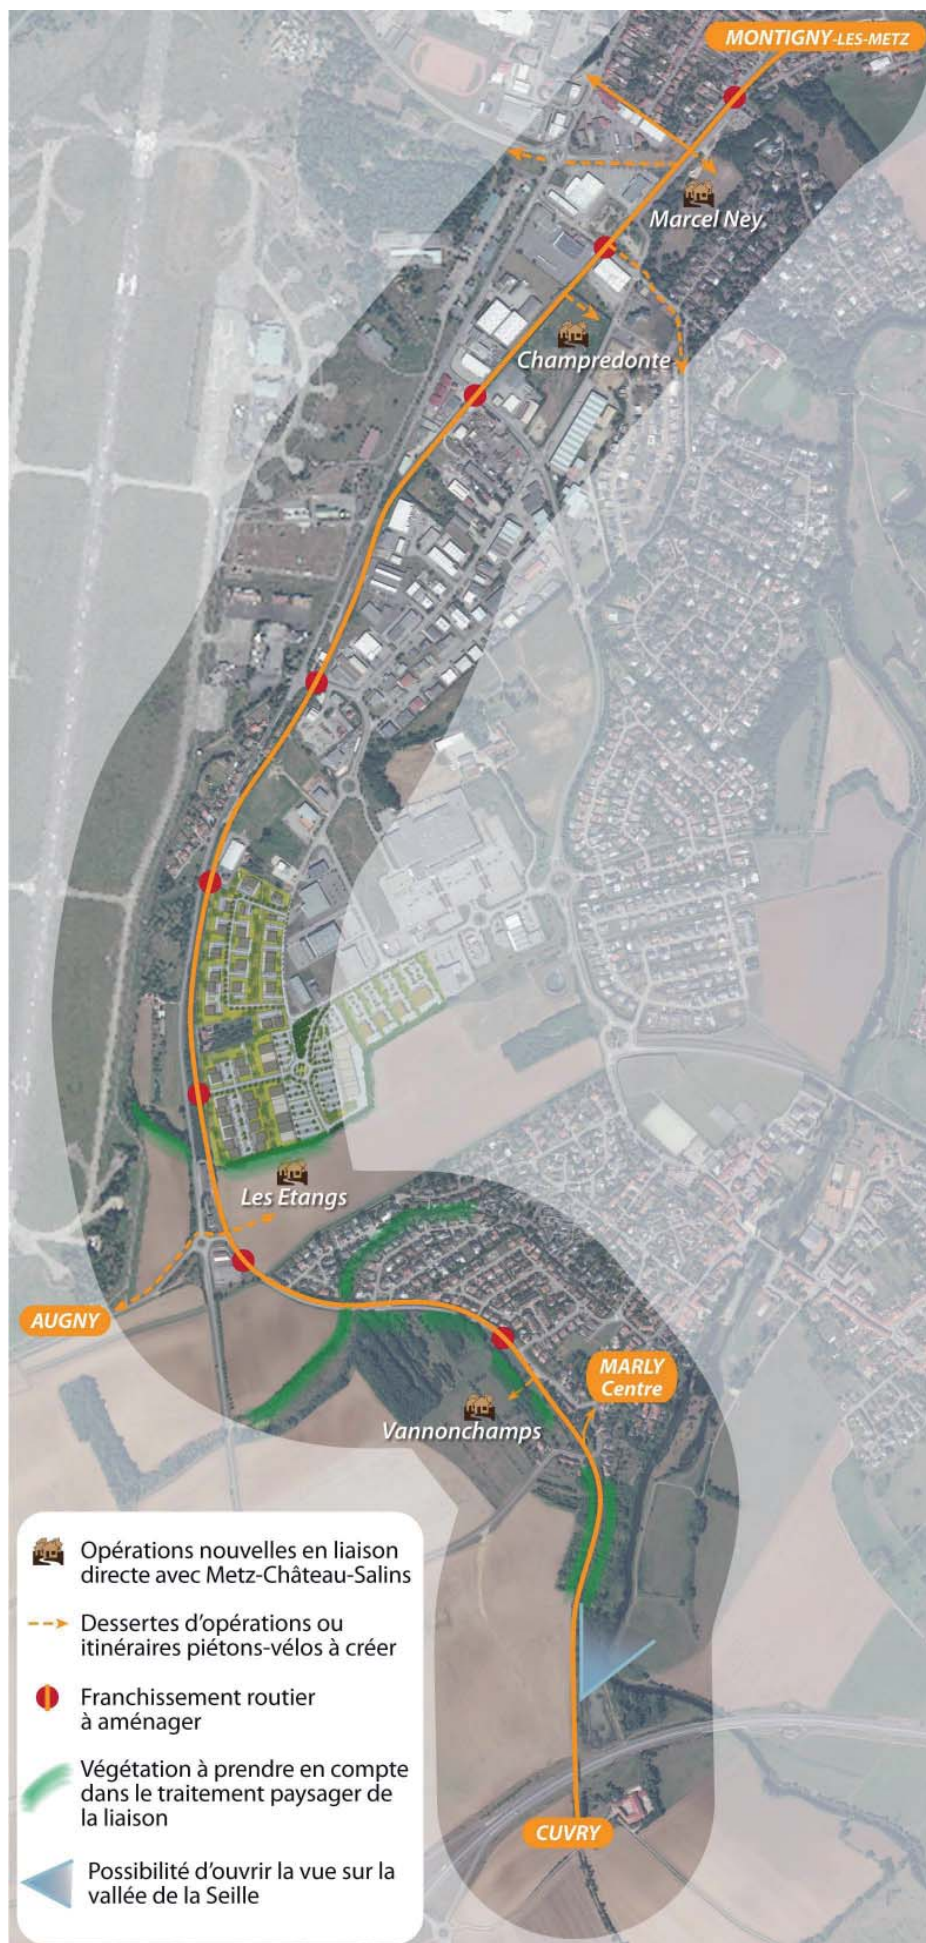 MONTIGNY-LES-METZ
Marcel Ney
Champredonte
Les Etangs
AUGNY
MARLY
Centre
Vannonchamps
Opérations nouvelles en liaison
directe avec Metz-Château-Salins
Dessertes d'opérations ou
itinéraires piétons-vélos à créer
Franchissement routier
à aménager
Végétation à prendre en compte
dans le traitement paysager de
la liaison
Possibilité d'ouvrir la vue sur la
vallée de la Seille
CUVRY